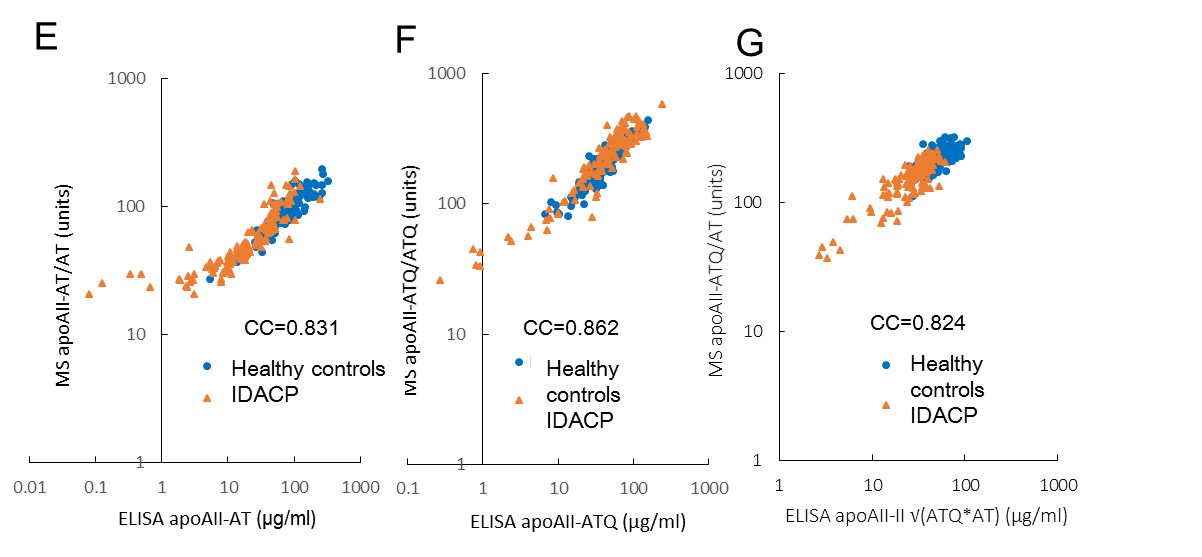 E
1000
100
10
1
0.01
0.1
1
10
100
1000
MS apoAII-AT/AT (units)
ELISA apoAII-AT (µg/ml)
CC=0.831
Healthy controls
IDACP
F
1000
100
10
1
0.1
1
10
100
1000
MS apoAII-ATQ/ATQ (units)
ELISA apoAII-ATQ (µg/ml)
CC=0.862
Healthy
controls
IDACP
G
1000
100
10
1
1
10
100
1000
MS apoAII-ATQ/AT (units)
ELISA apoAII-II √(ATQ*AT) (µg/ml)
CC=0.824
Healthy
controls
IDACP